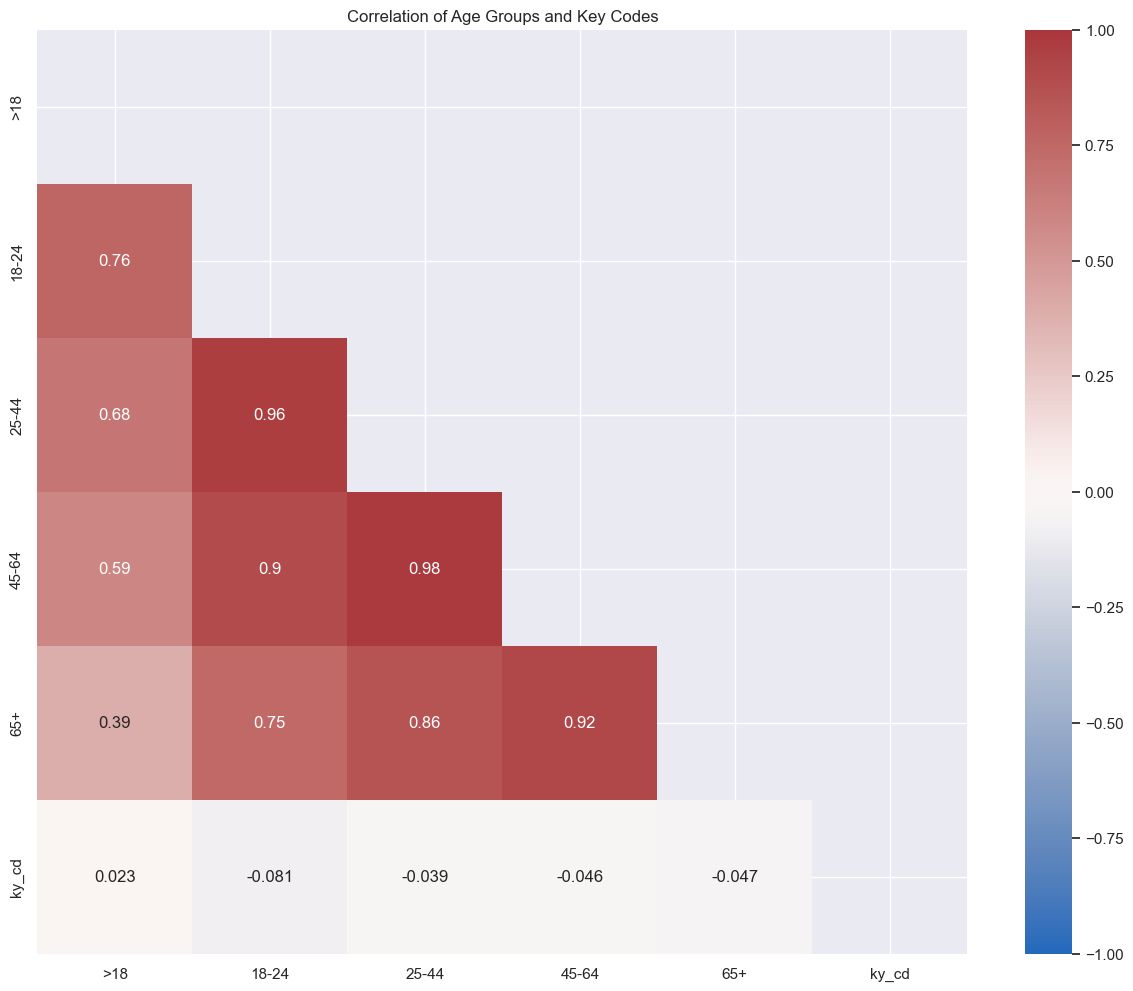 Correlation of Age Groups and Key Codes
>18
18-24
0.76
25-44
0.68 0.96
45-64
0.59 0.9 0.98
65+
0.39 0.75 0.86 0.92
ky_cd
0.023 -0.081 -0.039 -0.046 -0.047
>18 18-24 25-44 45-64 65+ ky_cd
1.00
0.75
0.50
0.25
0.00
−0.25
−0.50
−0.75
−1.00